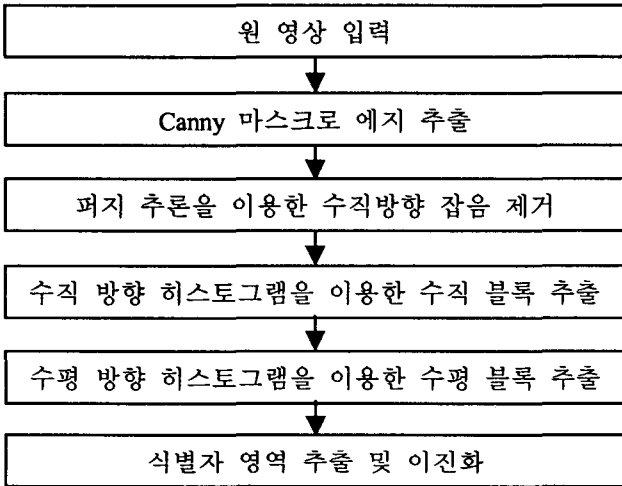 원 영상 입력
Canny 마스크로 에지 추출
퍼지 추론을 이용한 수직방향 잡음 제거
수직 방향 히스토그램을 이용한 수직 블록 추출
수평 방향 히스토그램을 이용한 수평 블록 추출
식별자 영역 추출 및 이진화